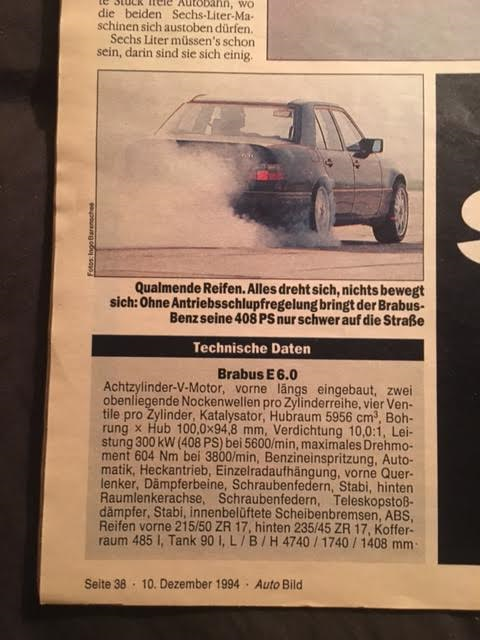 te Stück freie Autobahn, wo
die beiden Sechs-Liter-Ma-
schinen sich austoben dürfen.
Sechs Liter müssen's schon
sein, darin sind sie sich einig.
Qualmende Reifen. Alles dreht sich, nichts bewegt
sich: Ohne Antriebsschlupfregelung bringt der Brabus-
Benz seine 408 PS nur schwer auf die Straße
Technische Daten
Brabus E 6.0
Achtzylinder-V-Motor, vorne längs eingebaut, zwei
obenliegende Nockenwellen pro Zylinderreihe, vier Ven-
tile pro Zylinder, Katalysator, Hubraum 5956 cm³, Boh-
rung × Hub 100,0×94,8 mm, Verdichtung 10,0:1, Lei-
stung 300 kW (408 PS) bei 5600/min, maximales Drehmo-
ment 604 Nm bei 3800/min, Benzineinspritzung, Auto-
matik, Heckantrieb, Einzelradaufhängung, vorne Quer-
lenker, Dämpferbeine, Schraubenfedern, Stabi, hinten
Raumlenkerachse, Schraubenfedern, Teleskopstoß-
dämpfer, Stabi, innenbelüftete Scheibenbremsen, ABS,
Reifen vorne 215/50 ZR 17, hinten 235/45 ZR 17, Koffer-
raum 485 l, Tank 90 l, L / B / H 4740 / 1740 / 1408 mm
Seite 38 · 10. Dezember 1994 · Auto Bild